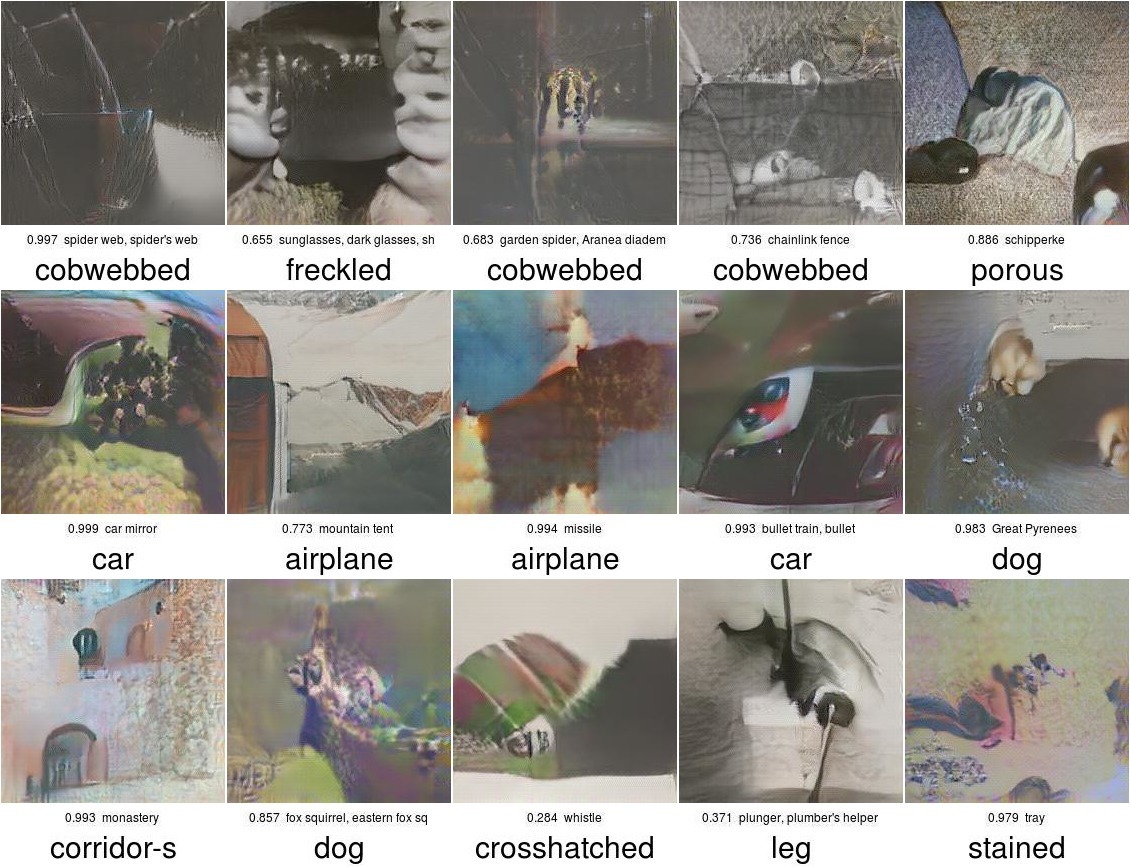 0.997 spider web, spider's web
0.655 sunglasses, dark glasses, sh
0.683 garden spider, Aranea diadem
0.736 chainlink fence
0.886 schipperke
cobwebbed
freckled
cobwebbed
cobwebbed
porous
0.999 car mirror
0.773 mountain tent
0.994 missile
0.993 bullet train, bullet
0.983 Great Pyrenees
car
airplane
airplane
car
dog
0.993 monastery
0.857 fox squirrel, eastern fox sq
0.284 whistle
0.371 plunger, plumber's helper
0.979 tray
corridor-s
dog
crosshatched
leg
stained